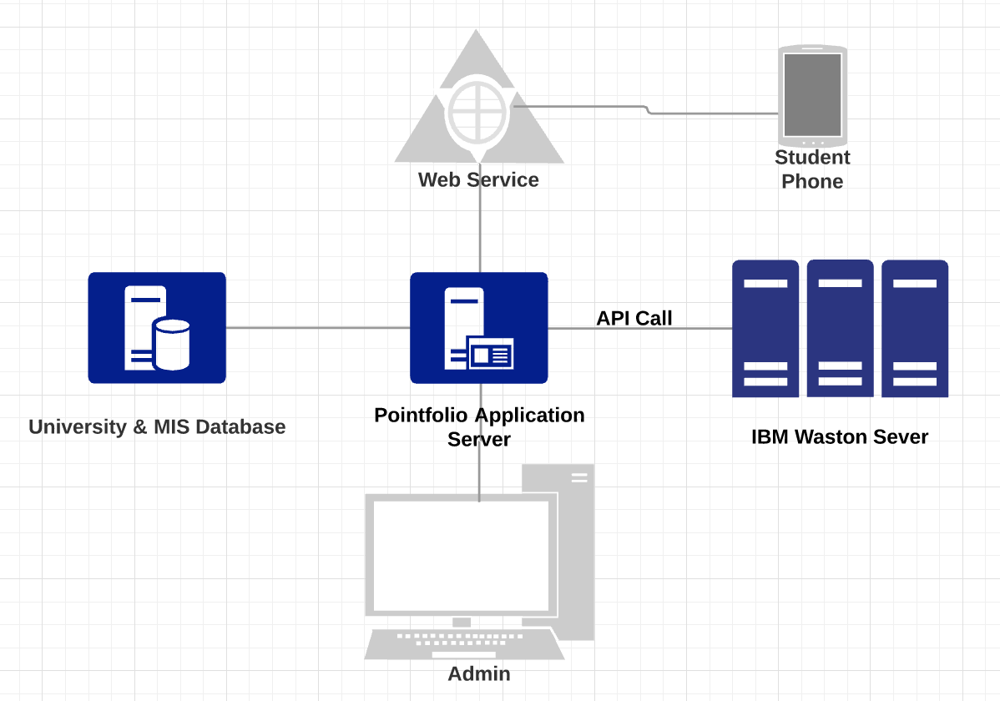 Student
Phone
Web Service
API Call
University & MIS Database
Pointfolio Application
Server
IBM Waston Sever
Admin